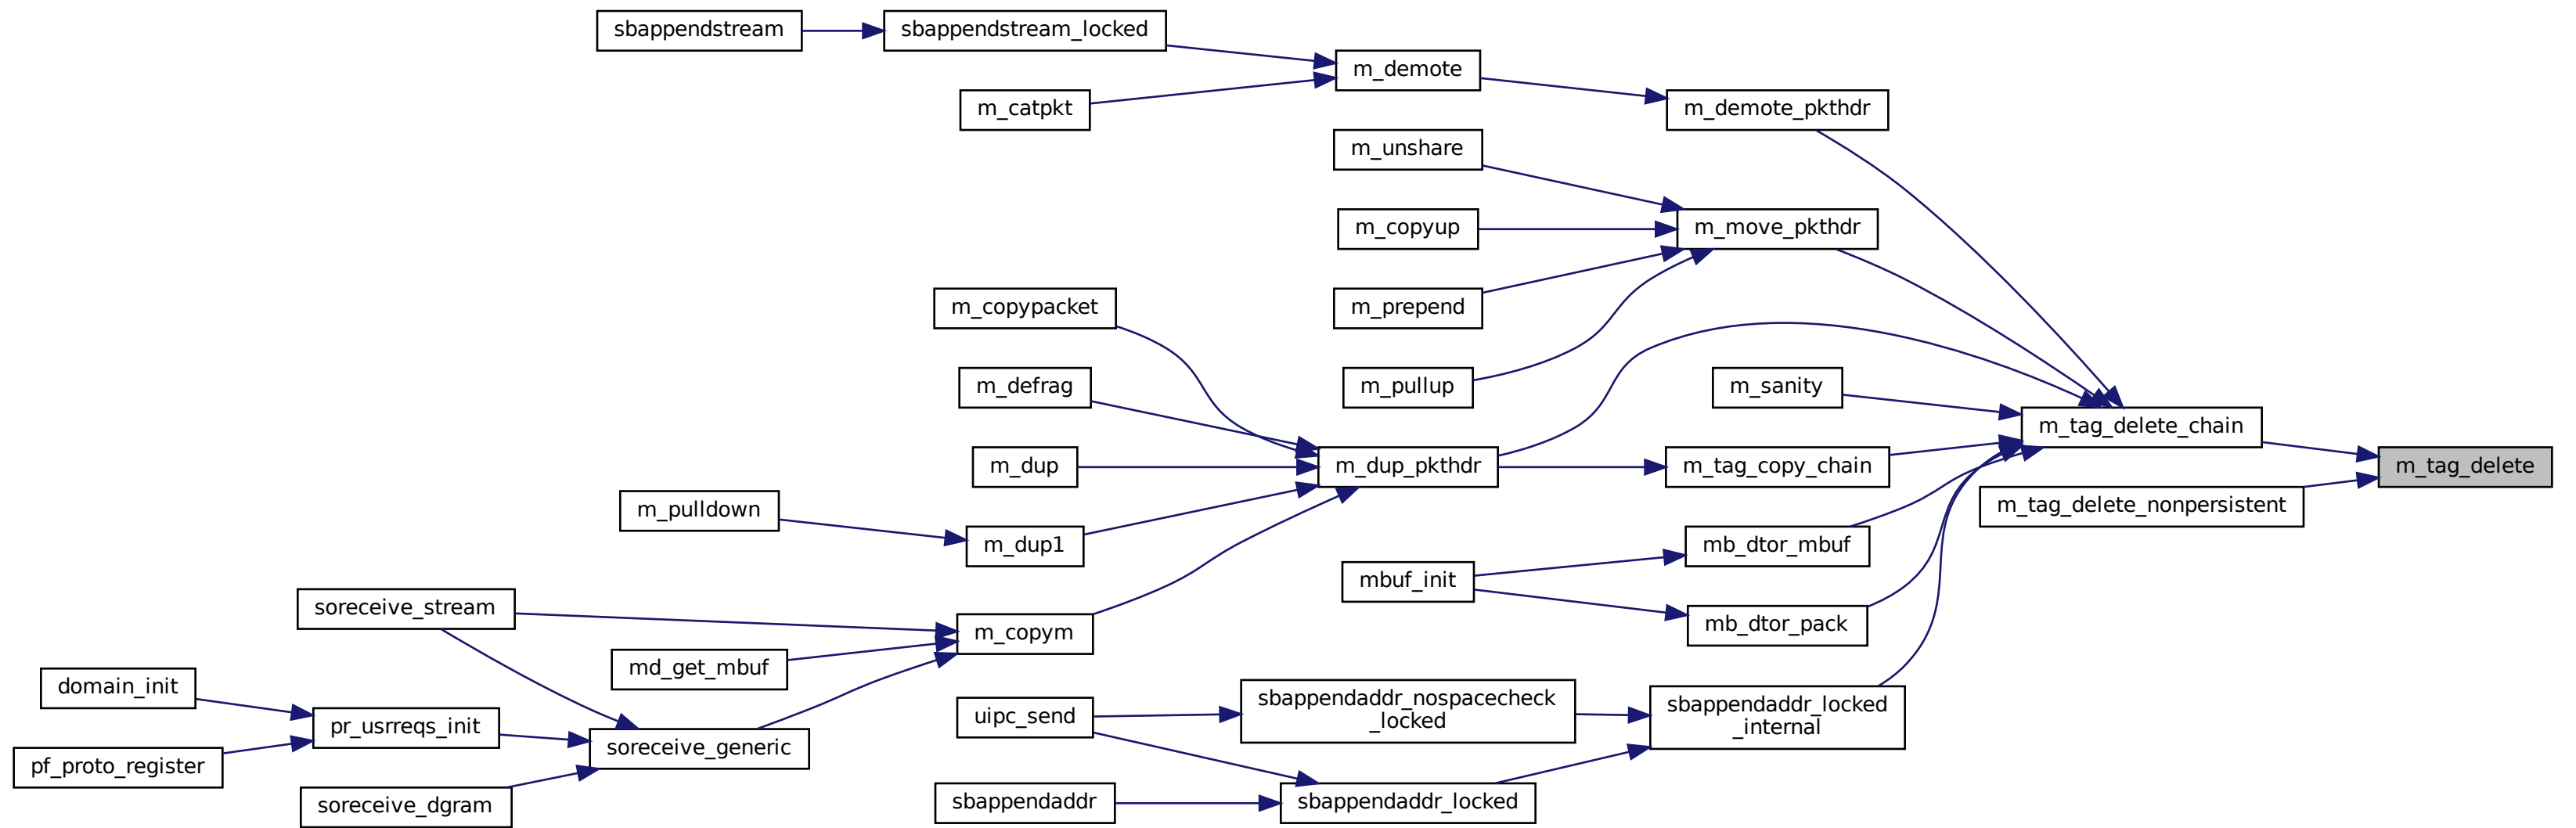 sbappendstream
sbappendstream_locked
m_demote
m_catpkt
m_demote_pkthdr
m_unshare
m_copyup
m_move_pkthdr
m_prepend
m_copypacket
m_defrag
m_pullup
m_sanity
m_tag_delete_chain
m_dup
m_dup_pkthdr
m_tag_copy_chain
m_tag_delete
m_tag_delete_nonpersistent
m_pulldown
m_dup1
mb_dtor_mbuf
mbuf_init
mb_dtor_pack
soreceive_stream
m_copym
md_get_mbuf
domain_init
pr_usrreqs_init
pf_proto_register
soreceive_generic
soreceive_dgram
uipc_send
sbappendaddr_nospacecheck
_locked
sbappendaddr_locked
_internal
sbappendaddr
sbappendaddr_locked